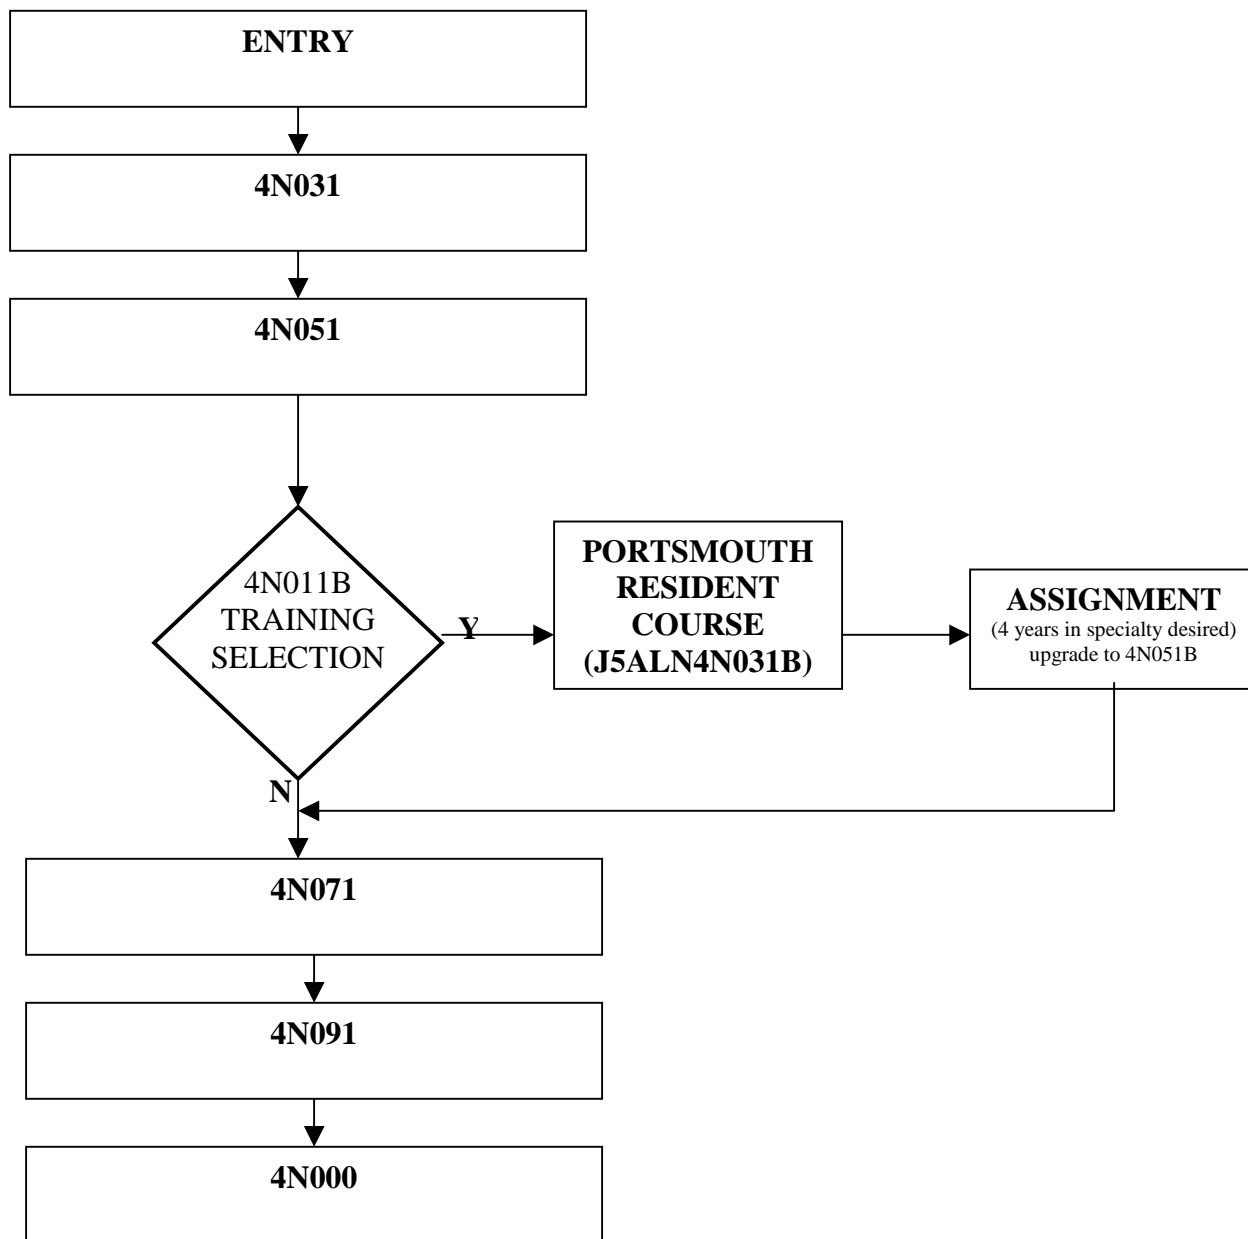 ENTRY
4N031
4N051
4N011B
TRAINING
SELECTION
Y
PORTSMOUTH
RESIDENT
COURSE
(J5ALN4N031B)
ASSIGNMENT
(4 years in specialty desired)
upgrade to 4N051B
N
4N071
4N091
4N000